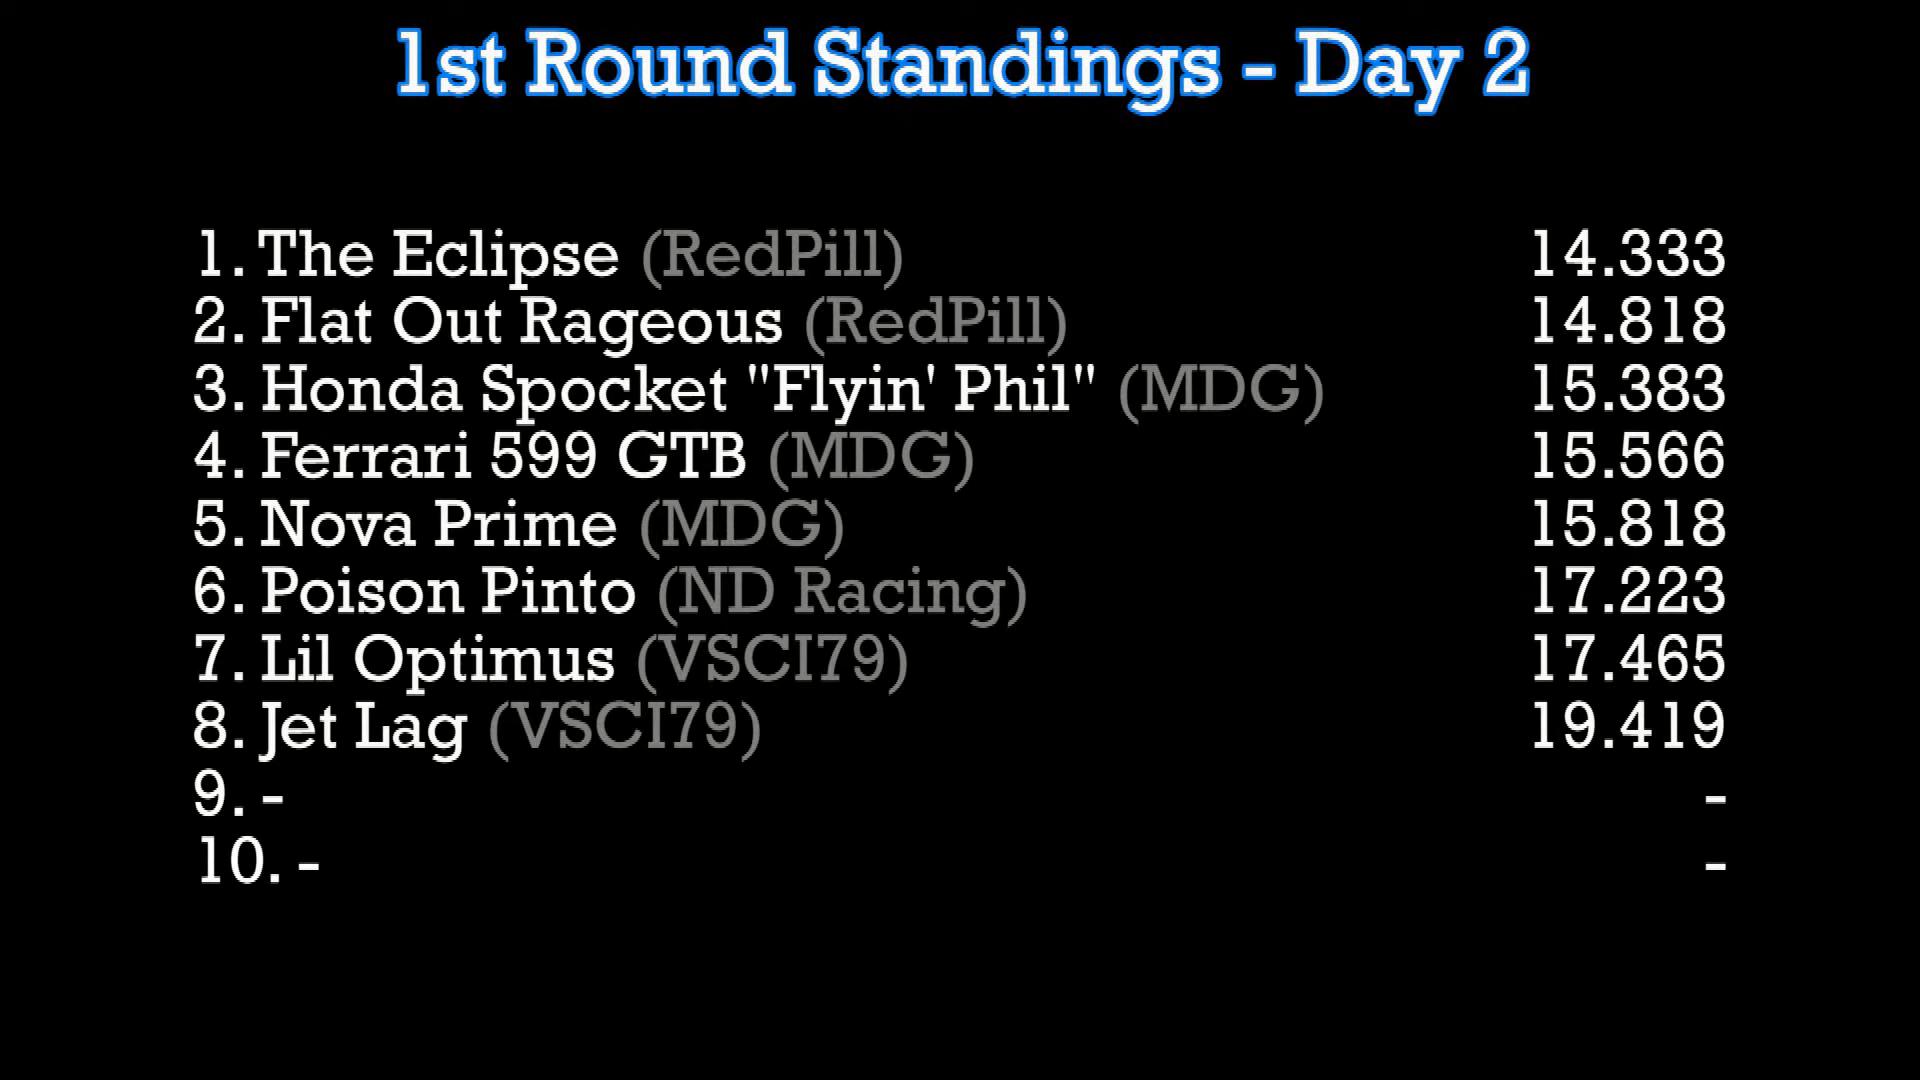 1st Round Standings - Day 2
1. The Eclipse (RedPill) 14.333
2. Flat Out Rageous (RedPill) 14.818
3. Honda Spocket "Flyin' Phil" (MDG) 15.383
4. Ferrari 599 GTB (MDG) 15.566
5. Nova Prime (MDG) 15.818
6. Poison Pinto (ND Racing) 17.223
7. Lil Optimus (VSCI79) 17.465
8. Jet Lag (VSCI79) 19.419
9. - -
10. - -